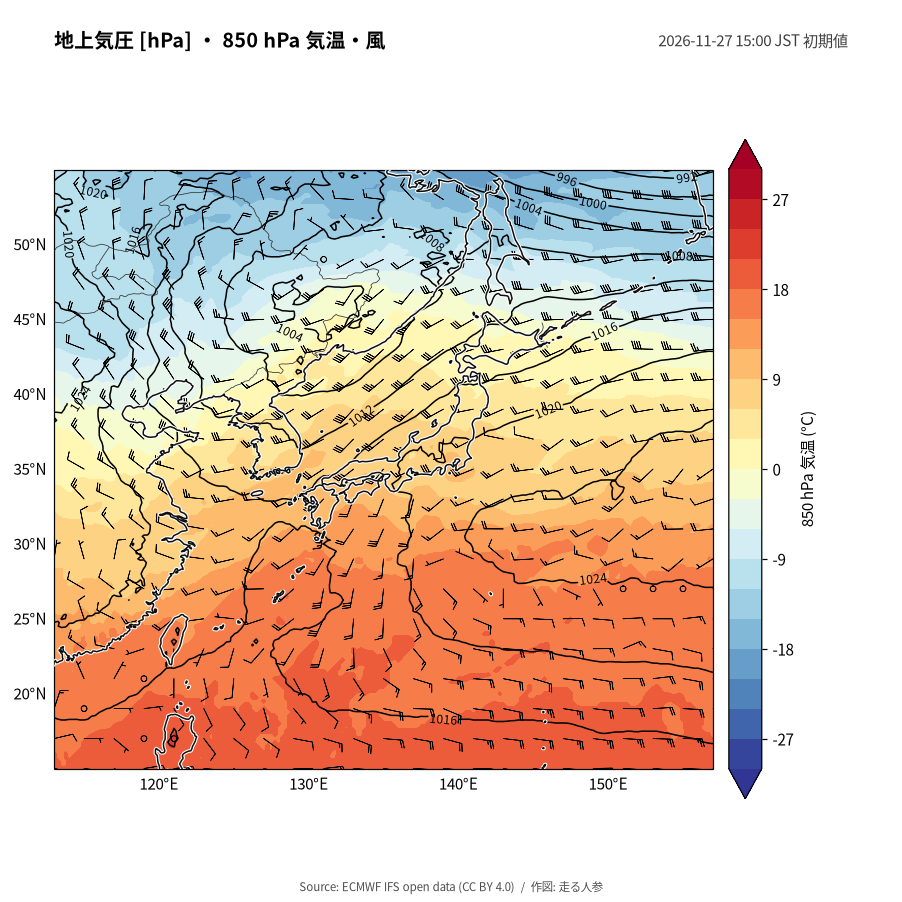 地上気圧 [hPa] ・ 850 hPa 気温・風
2026-11-27 15:00 JST 初期値
1020
996
992
1004
1000
1020
1016
1008
1008
50°N
1004
1016
45°N
1024
1012
1020
40°N
35°N
30°N
1024
25°N
20°N
1016
120°E
130°E
140°E
150°E
27
18
9
0
-9
-18
-27
850 hPa 気温 (°C)
Source: ECMWF IFS open data (CC BY 4.0) / 作図: 走る人参